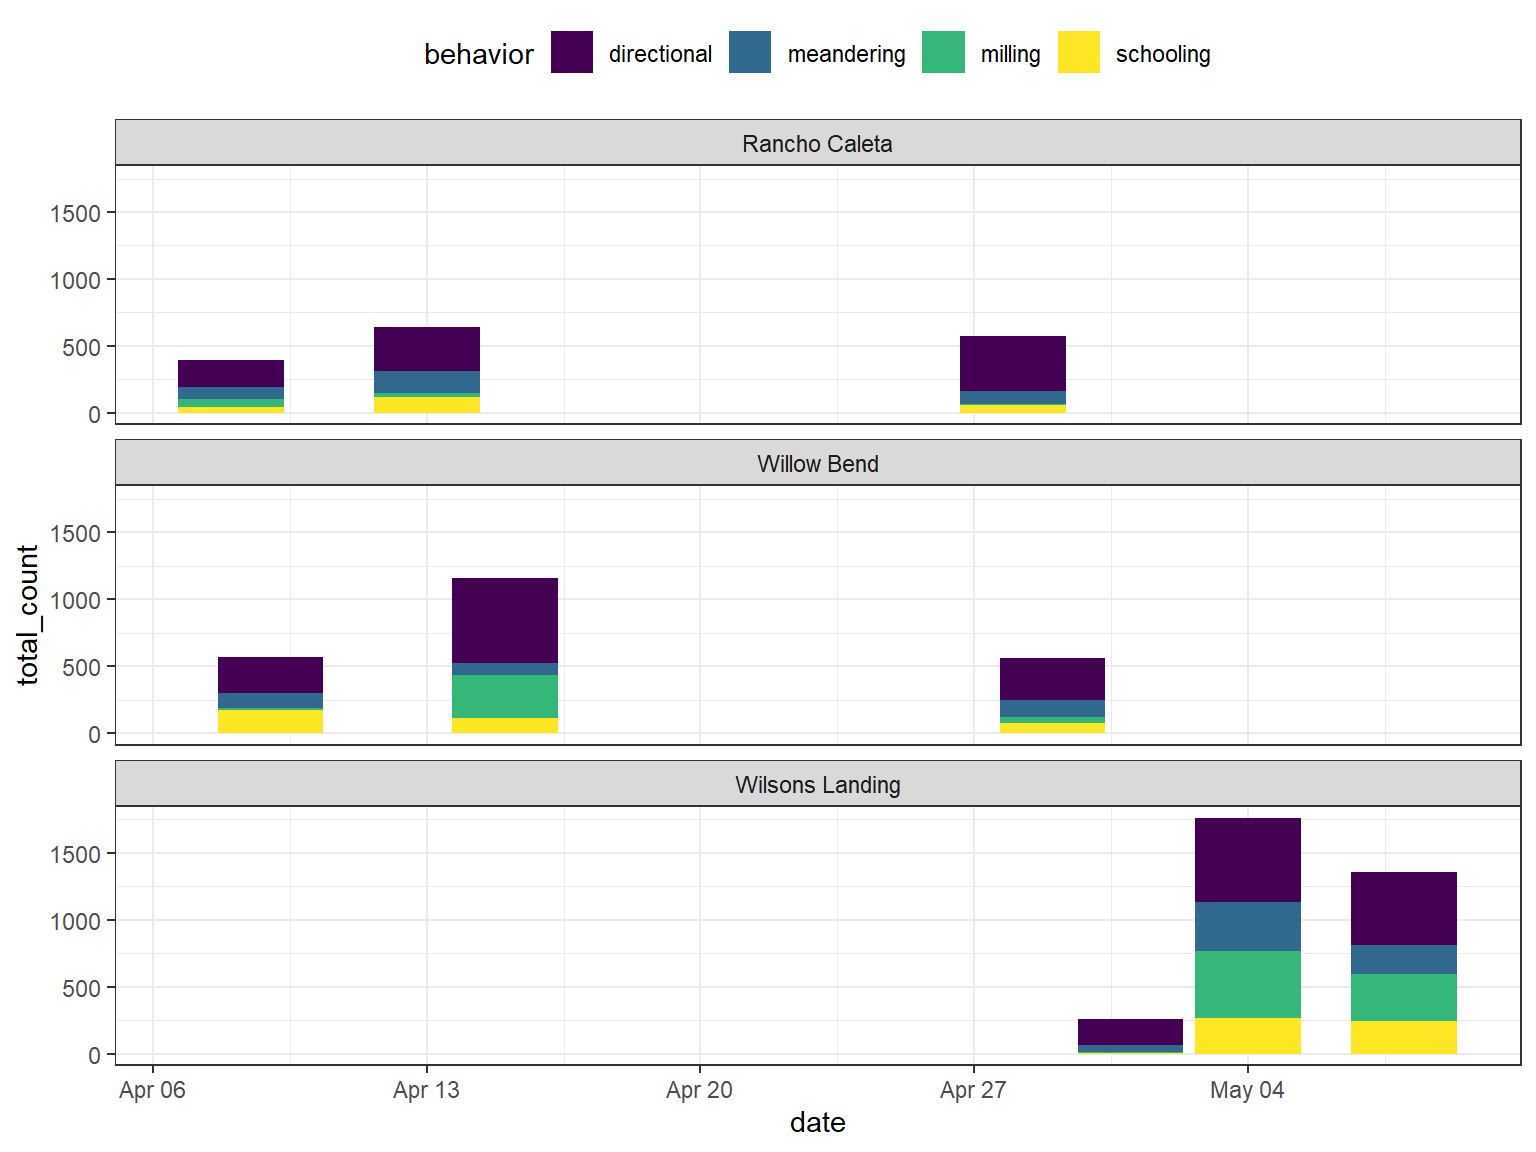 behavior directional meandering milling schooling
Rancho Caleta
1500
1000
500
0
Willow Bend
1500
1000
500
0
total_count
Wilsons Landing
1500
1000
500
0
Apr 06 Apr 13 Apr 20 Apr 27 May 04
date